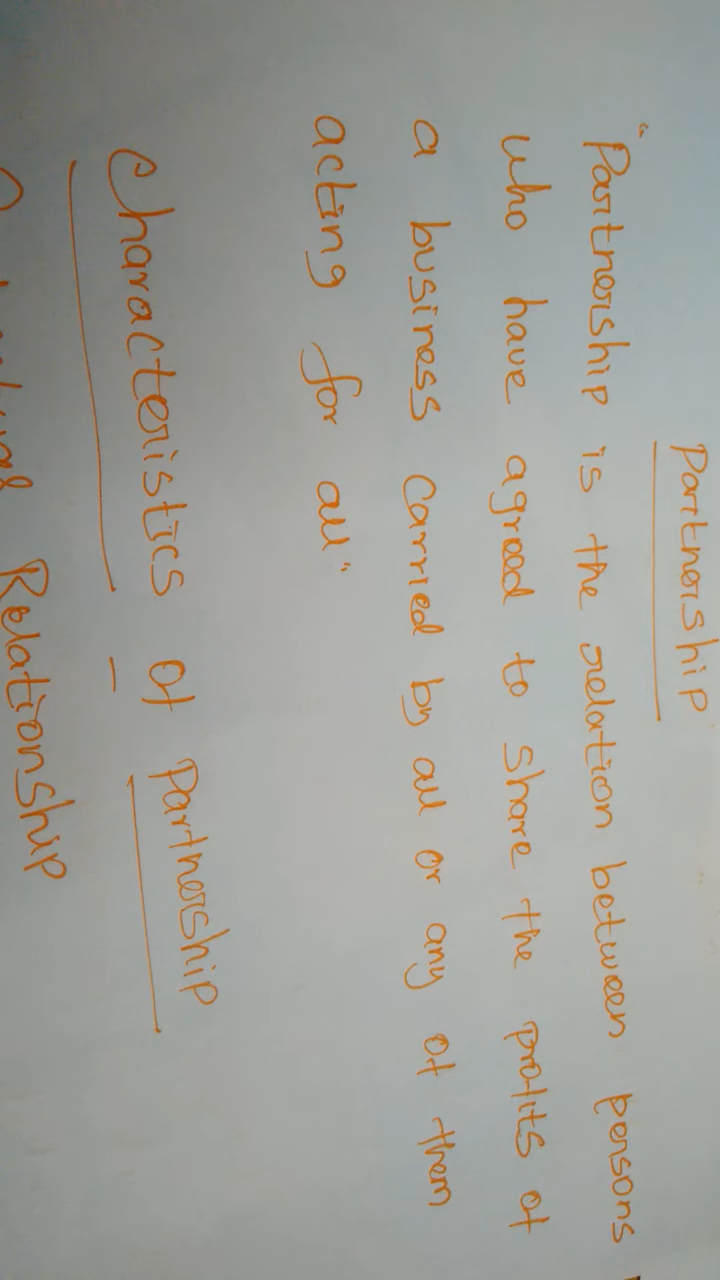 Partnership
"Partnership is the relation between persons
who have agreed to share the profits of
a business carried by all or any of them
acting for all"
Characteristics of Partnership
Relationship